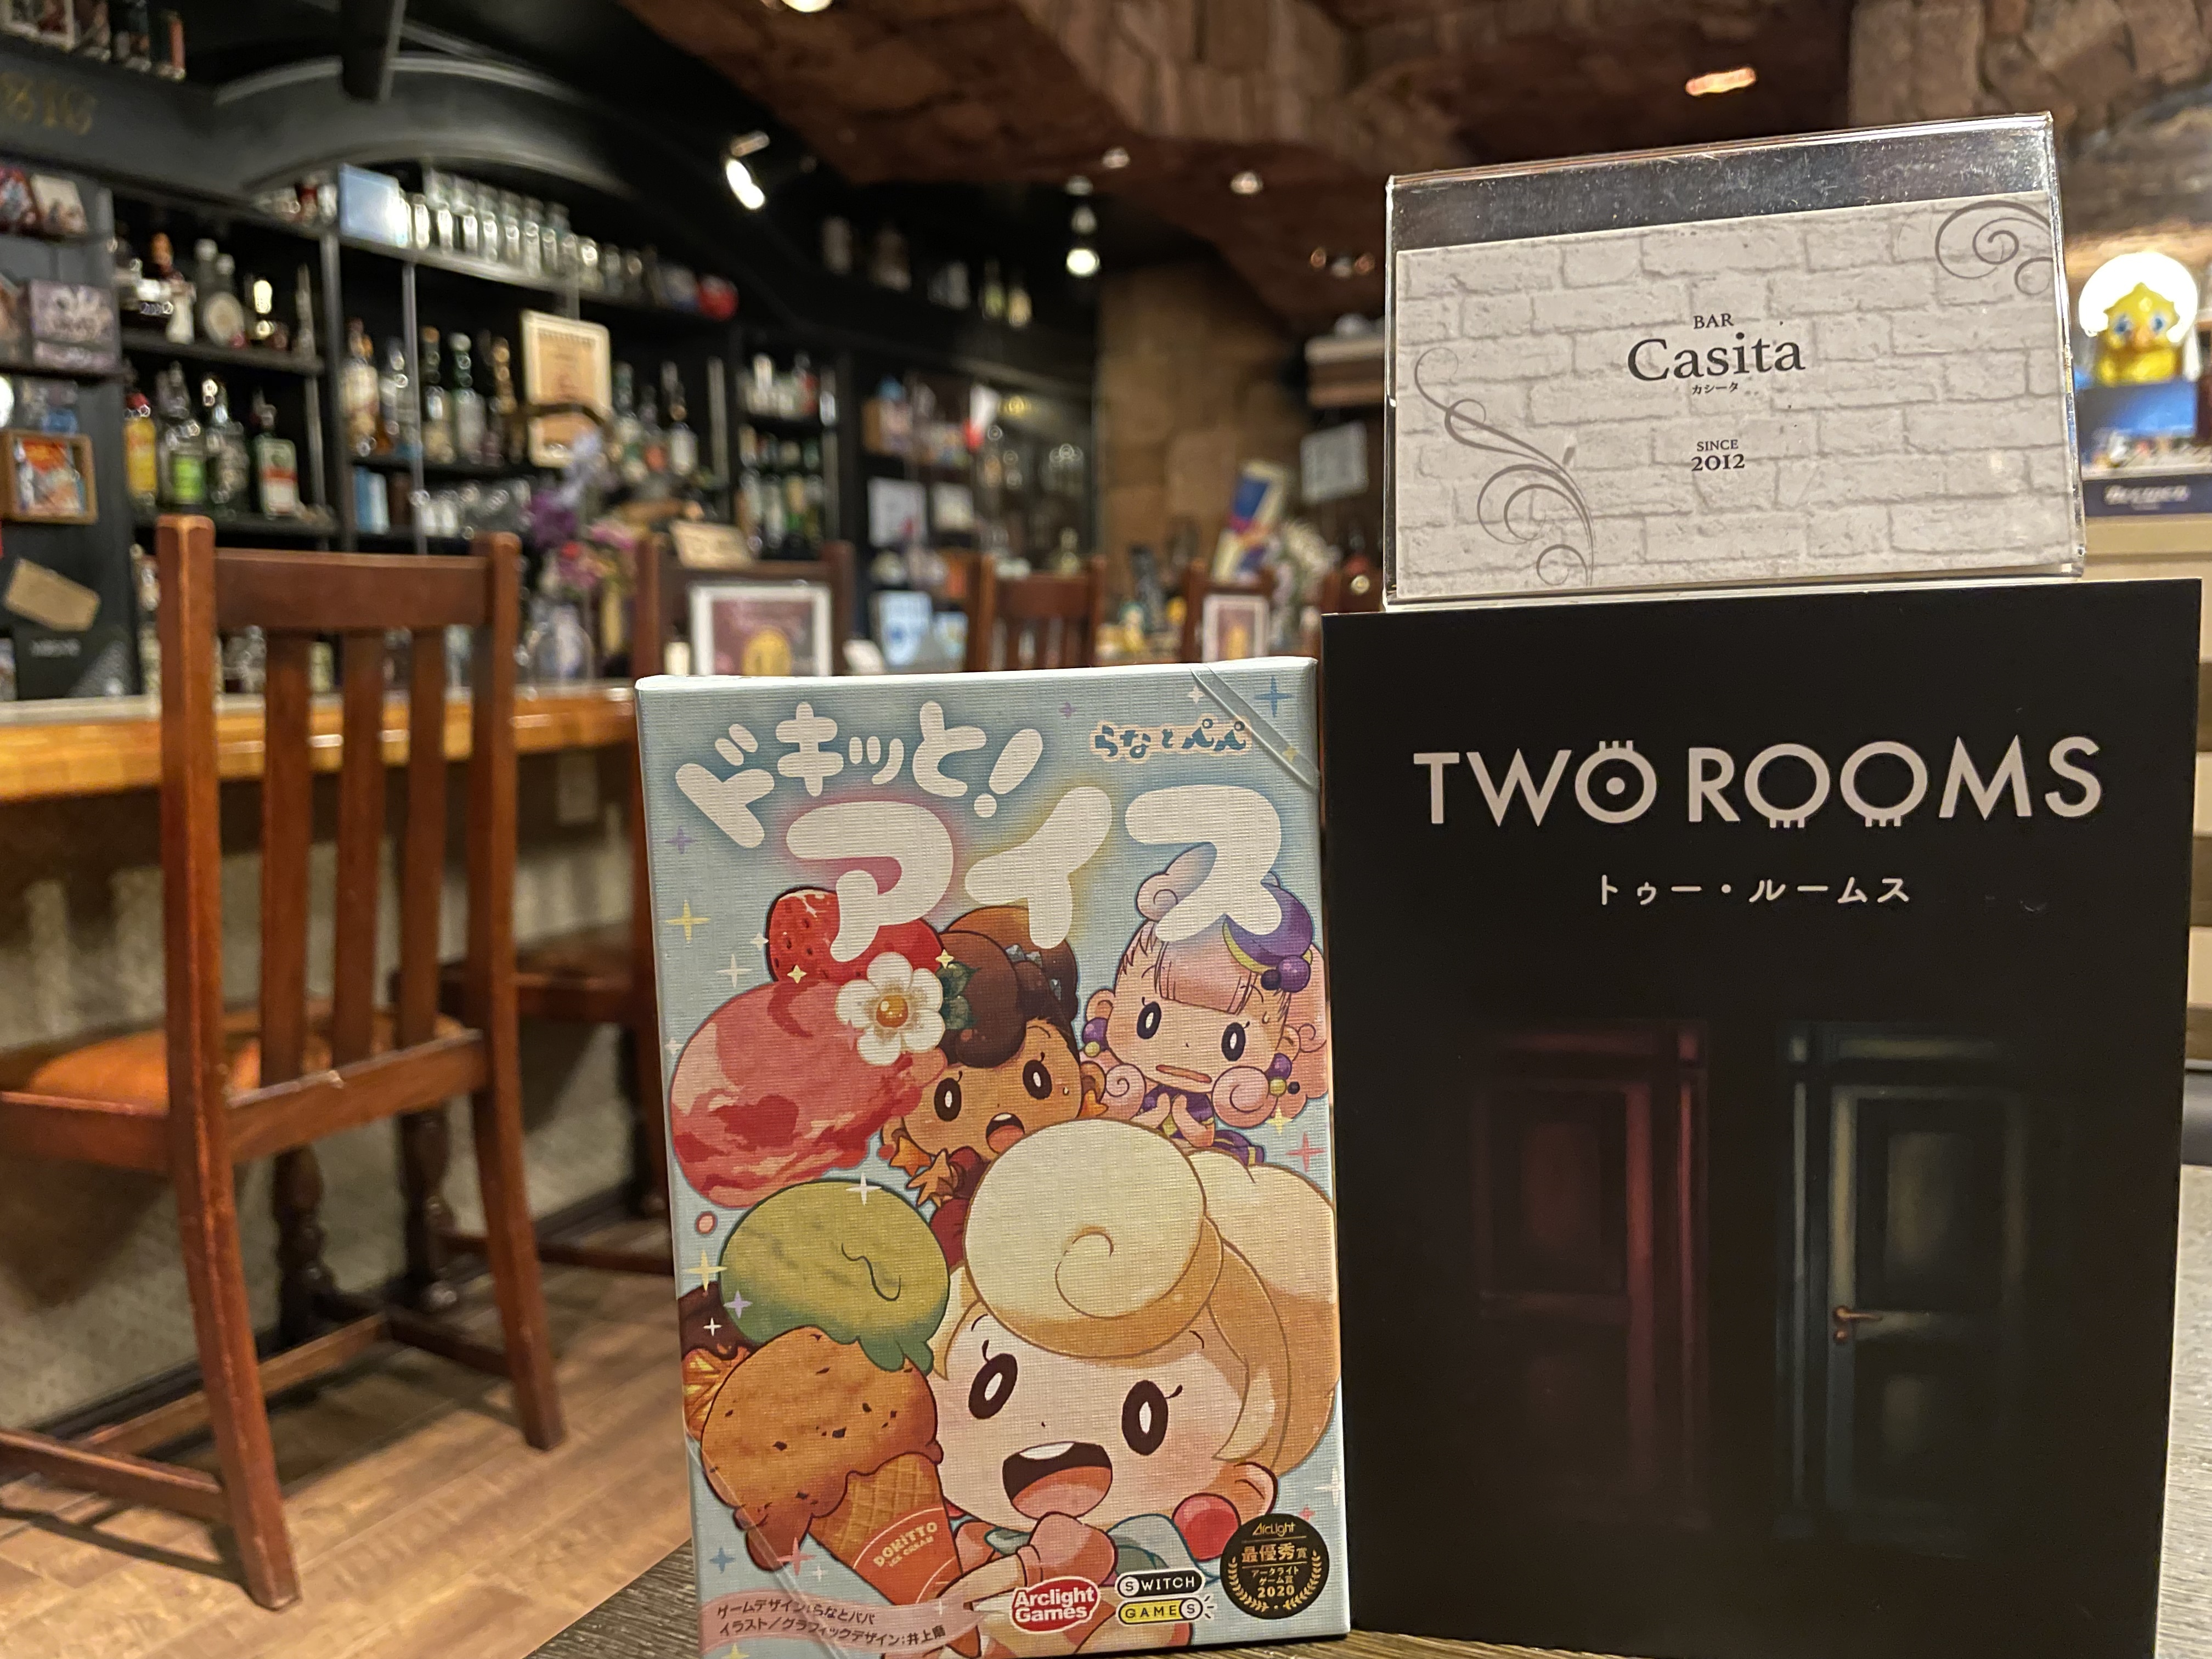 BAR
Casita
カシータ
SINCE
2012
ドキッと!
アイス
らなとぺぺ
DORITTO
ICE CREAM
ゲームデザイン:らなとパパ
イラスト/グラフィックデザイン:井上磨
Arclight
Games
SWITCH
GAMES
ArcLight
最優秀賞
アークライト
ゲーム賞
2020
TWO ROOMS
トゥー・ルームス